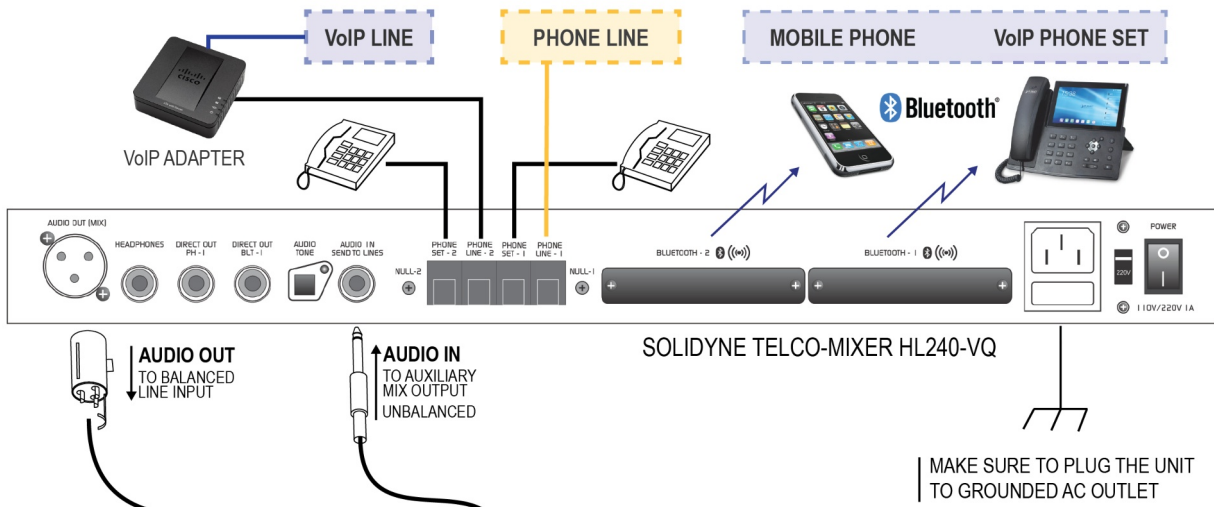 VoIP LINE
PHONE LINE
MOBILE PHONE
VoIP PHONE SET
CISCO
Bluetooth®
VoIP ADAPTER
AUDIO OUT (MIX)
HEADPHONES
DIRECT OUT
PH - 1
DIRECT OUT
BLT - 1
AUDIO
TONE
AUDIO IN
SEND TO LINES
NULL-2
PHONE
SET - 2
PHONE
LINE - 2
PHONE
SET - 1
PHONE
LINE - 1
NULL-1
BLUETOOTH - 2
BLUETOOTH - 1
220V
POWER
110V/220V 1A
SOLIDYNE TELCO-MIXER HL240-VQ
AUDIO OUT
TO BALANCED
LINE INPUT
AUDIO IN
TO AUXILIARY
MIX OUTPUT
UNBALANCED
MAKE SURE TO PLUG THE UNIT
TO GROUNDED AC OUTLET